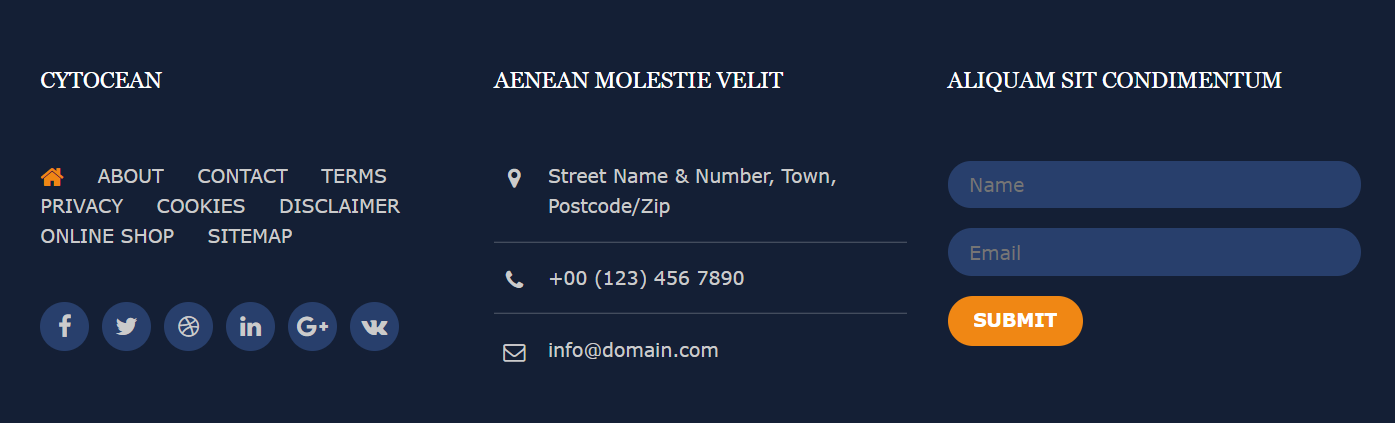 CYTOCEAN
ABOUT CONTACT TERMS
PRIVACY COOKIES DISCLAIMER
ONLINE SHOP SITEMAP
AENEAN MOLESTIE VELIT
Street Name & Number, Town,
Postcode/Zip
+00 (123) 456 7890
info@domain.com
ALIQUAM SIT CONDIMENTUM
Name
Email
SUBMIT